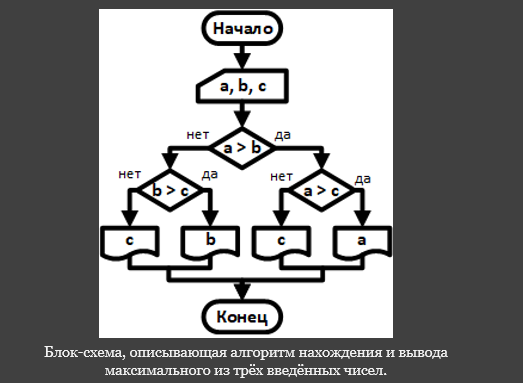 Начало
a, b, c
нет
да
a > b
нет
да
нет
да
b > c
a > c
c
b
c
a
Конец
Блок-схема, описывающая алгоритм нахождения и вывода
максимального из трёх введённых чисел.